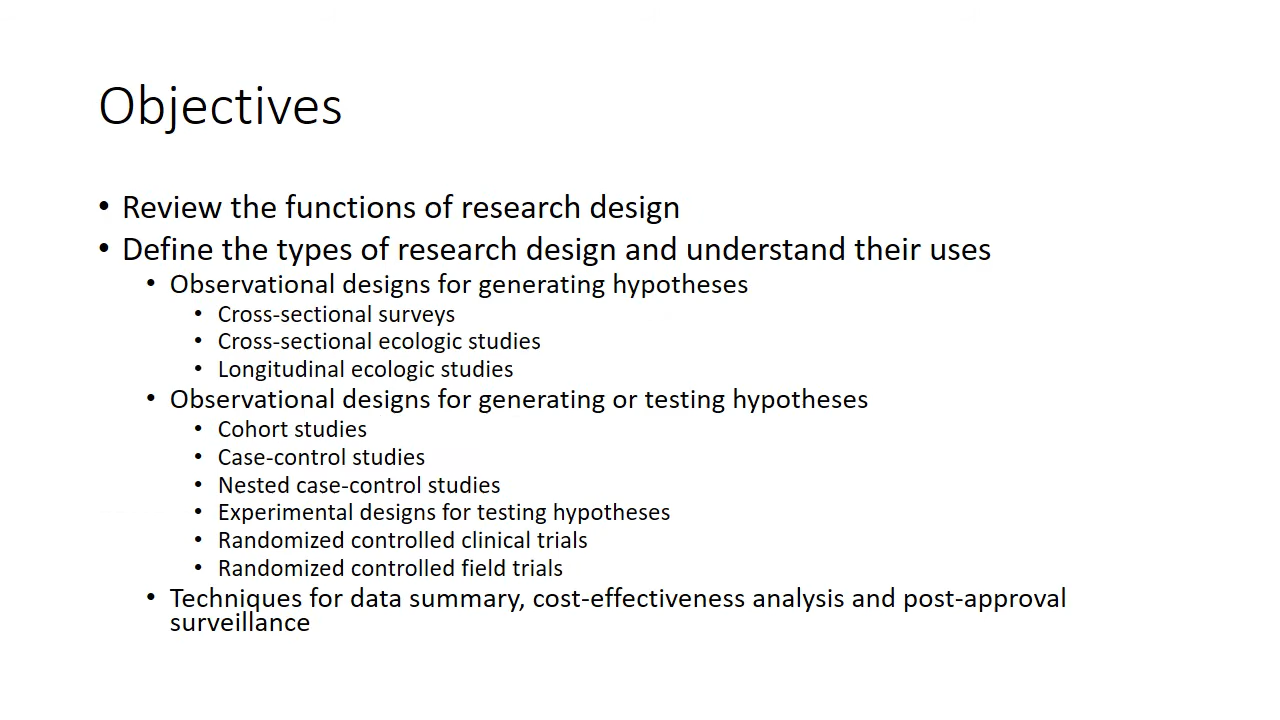 Objectives
• Review the functions of research design
• Define the types of research design and understand their uses
• Observational designs for generating hypotheses
• Cross-sectional surveys
• Cross-sectional ecologic studies
• Longitudinal ecologic studies
• Observational designs for generating or testing hypotheses
• Cohort studies
• Case-control studies
• Nested case-control studies
• Experimental designs for testing hypotheses
• Randomized controlled clinical trials
• Randomized controlled field trials
• Techniques for data summary, cost-effectiveness analysis and post-approval
surveillance